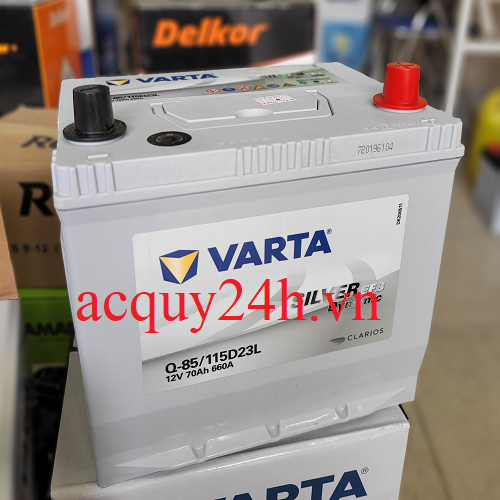 Delkor
VARTA
720196104
VARTA
SILVER EFB
acquy24h.vn
CLARIOS
Q-85/115D23L
12V 70Ah 660A
VARTA